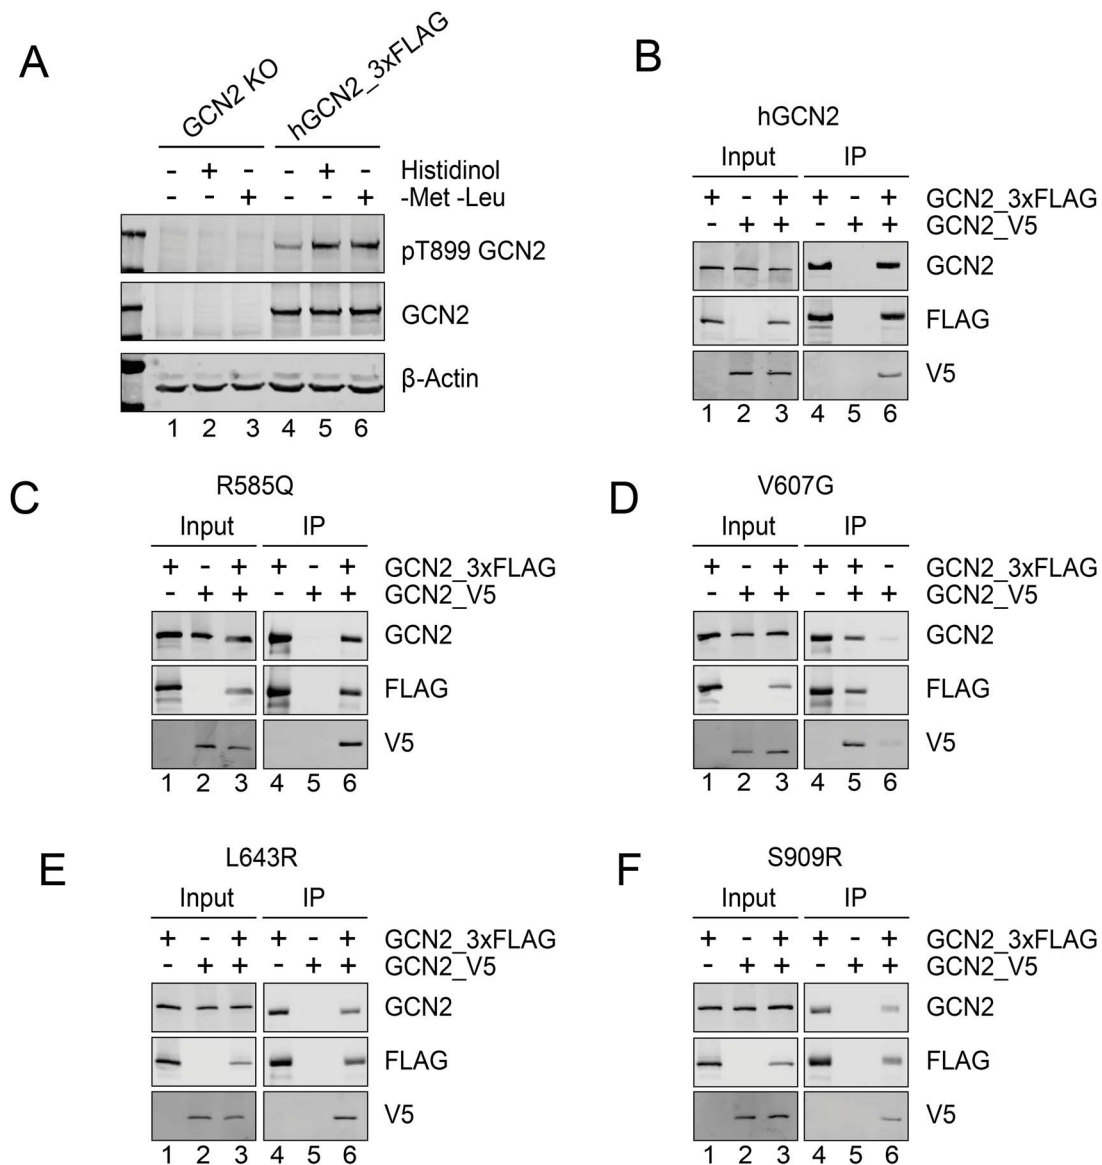 A
GCN2 KO
hGCN2_3xFLAG
- + - - + - Histidinol
- - + - - + -Met -Leu
pT899 GCN2
GCN2
β-Actin
1 2 3 4 5 6
B
hGCN2
Input IP
+ - + + - + GCN2_3xFLAG
- + + - + + GCN2_V5
GCN2
FLAG
V5
1 2 3 4 5 6
C
R585Q
Input IP
+ - + + - + GCN2_3xFLAG
- + + - + + GCN2_V5
GCN2
FLAG
V5
1 2 3 4 5 6
D
V607G
Input IP
+ - + + + - GCN2_3xFLAG
- + + - + + GCN2_V5
GCN2
FLAG
V5
1 2 3 4 5 6
E
L643R
Input IP
+ - + + - + GCN2_3xFLAG
- + + - + + GCN2_V5
GCN2
FLAG
V5
1 2 3 4 5 6
F
S909R
Input IP
+ - + + - + GCN2_3xFLAG
- + + - + + GCN2_V5
GCN2
FLAG
V5
1 2 3 4 5 6